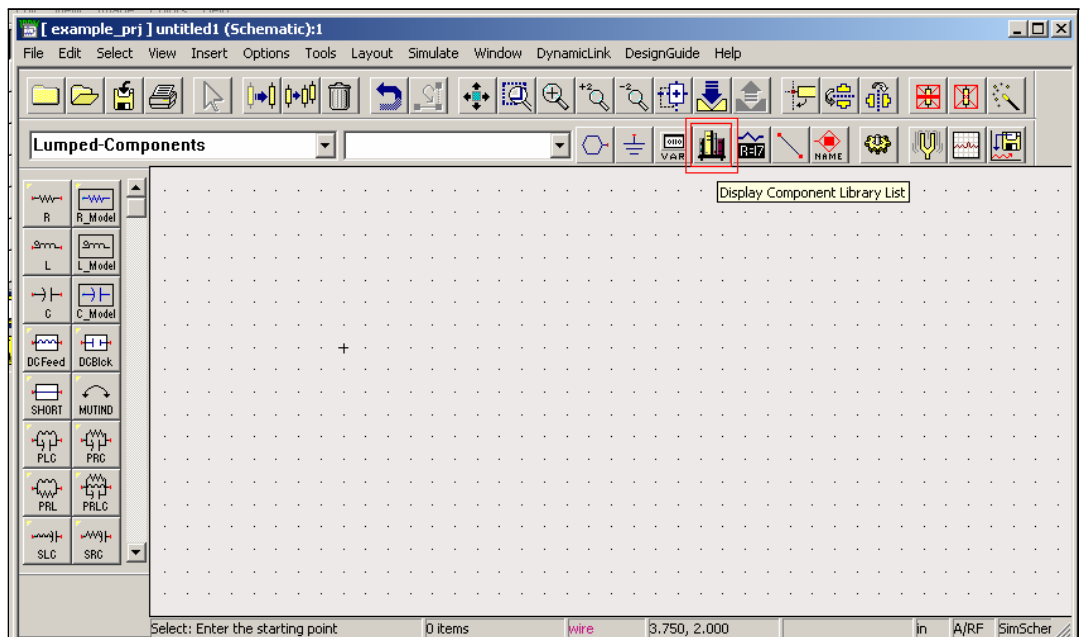 [ example_prj ] untitled1 (Schematic):1
File Edit Select View Insert Options Tools Layout Simulate Window DynamicLink DesignGuide Help
+2 -2
Lumped-Components
VAR
NAME
Display Component Library List
R R_Model
L L_Model
C C_Model
DCFeed DCBlck
SHORT MUTIND
PLC PRC
PRL PRLC
SLC SRC
Select: Enter the starting point 0 items wire 3.750, 2.000 in A/RF SimScher